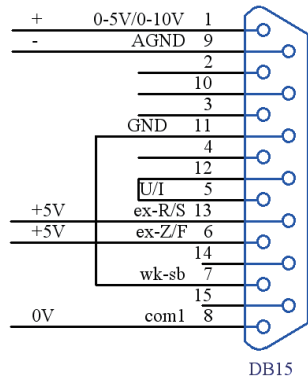 + 0-5V/0-10V 1
- AGND 9
2
10
3
GND 11
4
12
U/I 5
+5V ex-R/S 13
+5V ex-Z/F 6
14
wk-sb 7
15
0V com1 8
DB15